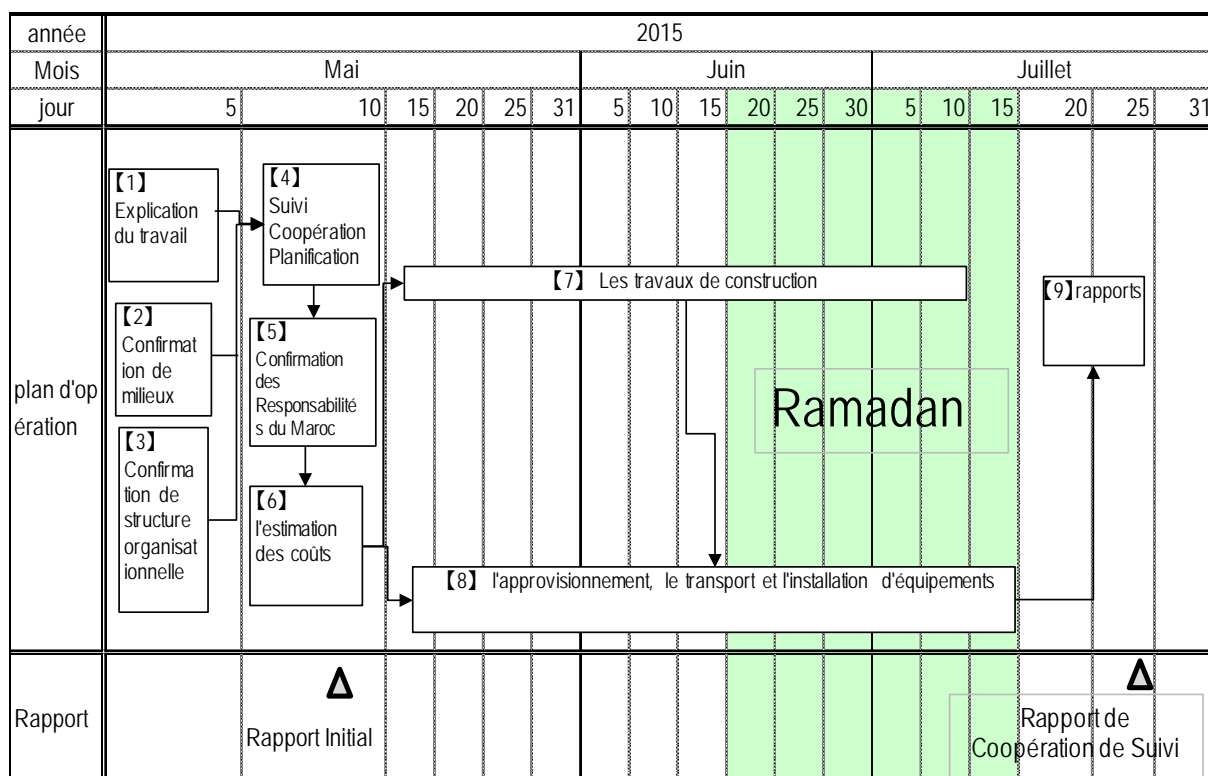 année 2015
Mois Mai Juin Juillet
jour 5 10 15 20 25 31 5 10 15 20 25 30 5 10 15 20 25 31
plan d'op
ération
【1】
Explication
du travail
【2】
Confirmat
ion de
milieux
【3】
Confirma
tion de
structure
organisat
ionnelle
【4】
Suivi
Coopération
Planification
【5】
Confirmation
des
Responsabilité
s du Maroc
【6】
l'estimation
des coûts
【7】 Les travaux de construction
【8】 l'approvisionnement, le transport et l'installation d'équipements
【9】rapports
Ramadan
Rapport
Rapport Initial
Rapport de
Coopération de Suivi